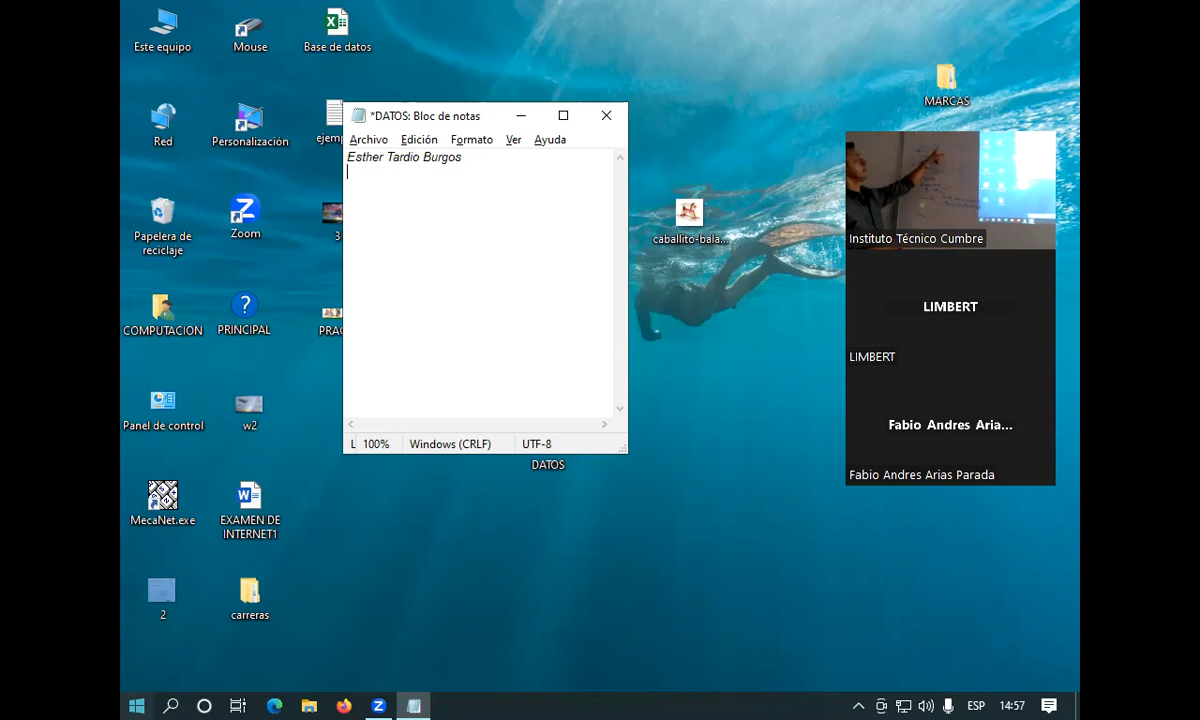 Este equipo
Mouse
Base de datos
MARCAS
Red
Personalización
ejemp
Papelera de
reciclaje
Zoom
3
COMPUTACION
PRINCIPAL
PRAC
Panel de control
w2
MecaNet.exe
EXAMEN DE
INTERNET1
2
carreras
*DATOS: Bloc de notas
Archivo Edición Formato Ver Ayuda
Esther Tardio Burgos
L 100% Windows (CRLF) UTF-8
DATOS
caballito-bala...
Instituto Técnico Cumbre
LIMBERT
LIMBERT
Fabio Andres Aria...
Fabio Andres Arias Parada
ESP 14:57